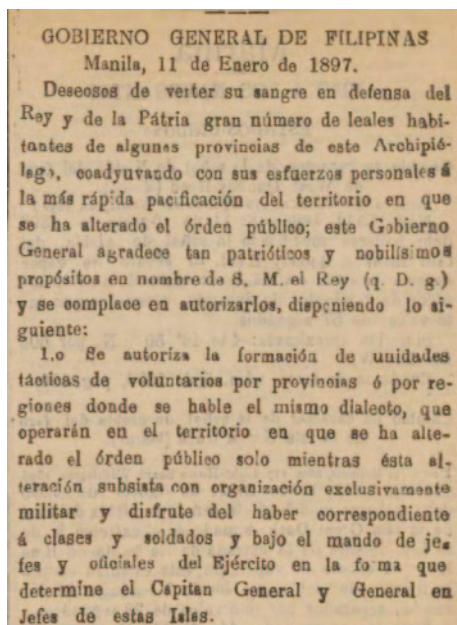 GOBIERNO GENERAL DE FILIPINAS
Manila, 11 de Enero de 1897.
Deseosos de verter su sangre en defensa del
Rey y de la Pátria gran número de leales habi-
tantes de algunas provincias de este Archipié-
lago, coadyuvando con sus esfuerzos personales á
la más rápida pacificación del territorio en que
se ha alterado el órden público; este Gobierno
General agradece tan patrióticos y nobilísimos
propósitos en nombre de S. M. el Rey (q. D. g.)
y se complace en autorizarlos, disponiendo lo si-
guiente:
1.o Se autoriza la formación de unidades
tácticas de voluntarios por provincias ó por re-
giones donde se hable el mismo dialecto, que
operarán en el territorio en que se ha alte-
rado el órden público solo mientras ésta al-
teración subsista con organización exclusivamente
militar y disfrute del haber correspondiente
á clases y soldados y bajo el mando de je-
fes y oficiales del Ejército en la forma que
determine el Capitan General y General en
Jefes de estas Islas.